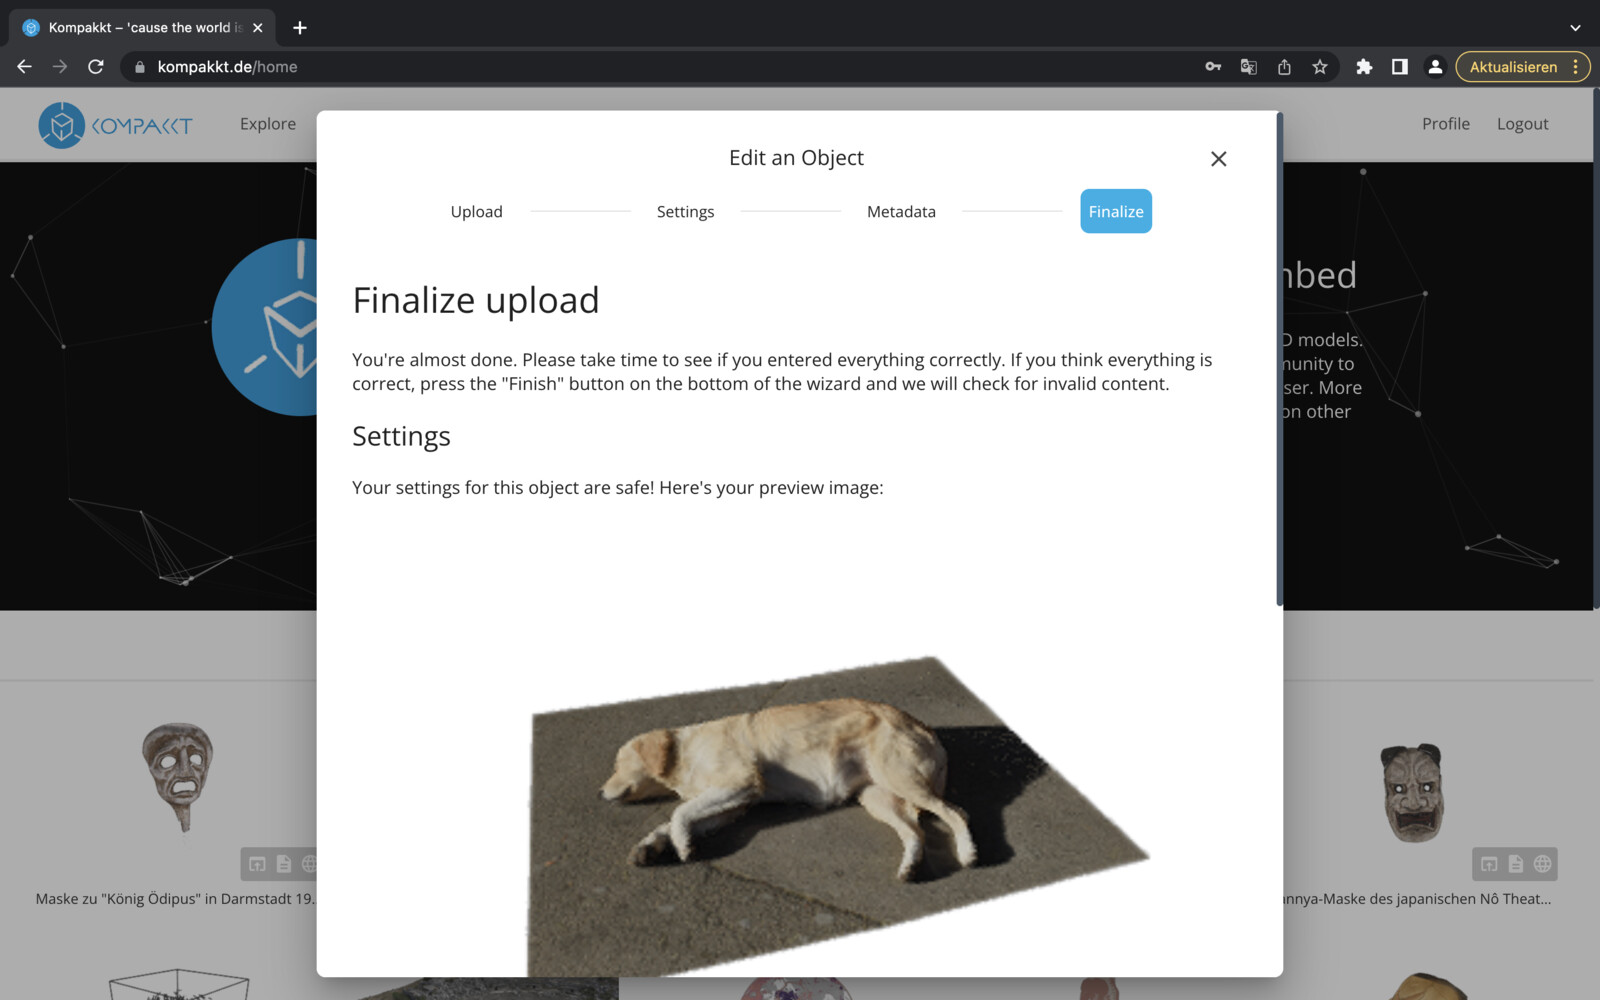 Kompakkt – 'cause the world is
kompakkt.de/home
Aktualisieren
KOMPAKKT
Explore
Profile
Logout
Edit an Object
Upload
Settings
Metadata
Finalize
Finalize upload
You're almost done. Please take time to see if you entered everything correctly. If you think everything is
correct, press the "Finish" button on the bottom of the wizard and we will check for invalid content.
Settings
Your settings for this object are safe! Here's your preview image:
mbed
D models.
munity to
ser. More
on other
Maske zu "König Ödipus" in Darmstadt 19...
annya-Maske des japanischen Nô Theat...